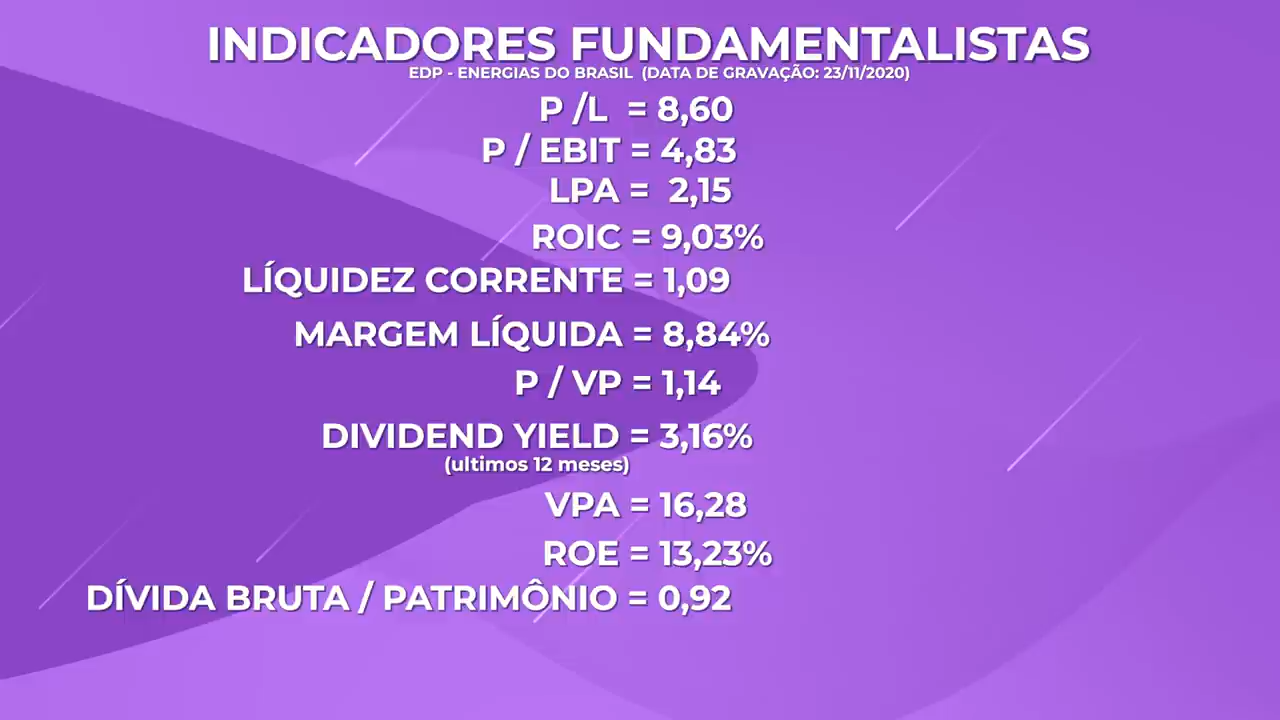 INDICADORES FUNDAMENTALISTAS
EDP - ENERGIAS DO BRASIL (DATA DE GRAVAÇÃO: 23/11/2020)
P /L = 8,60
P / EBIT = 4,83
LPA = 2,15
ROIC = 9,03%
LÍQUIDEZ CORRENTE = 1,09
MARGEM LÍQUIDA = 8,84%
P / VP = 1,14
DIVIDEND YIELD = 3,16%
(ultimos 12 meses)
VPA = 16,28
ROE = 13,23%
DÍVIDA BRUTA / PATRIMÔNIO = 0,92